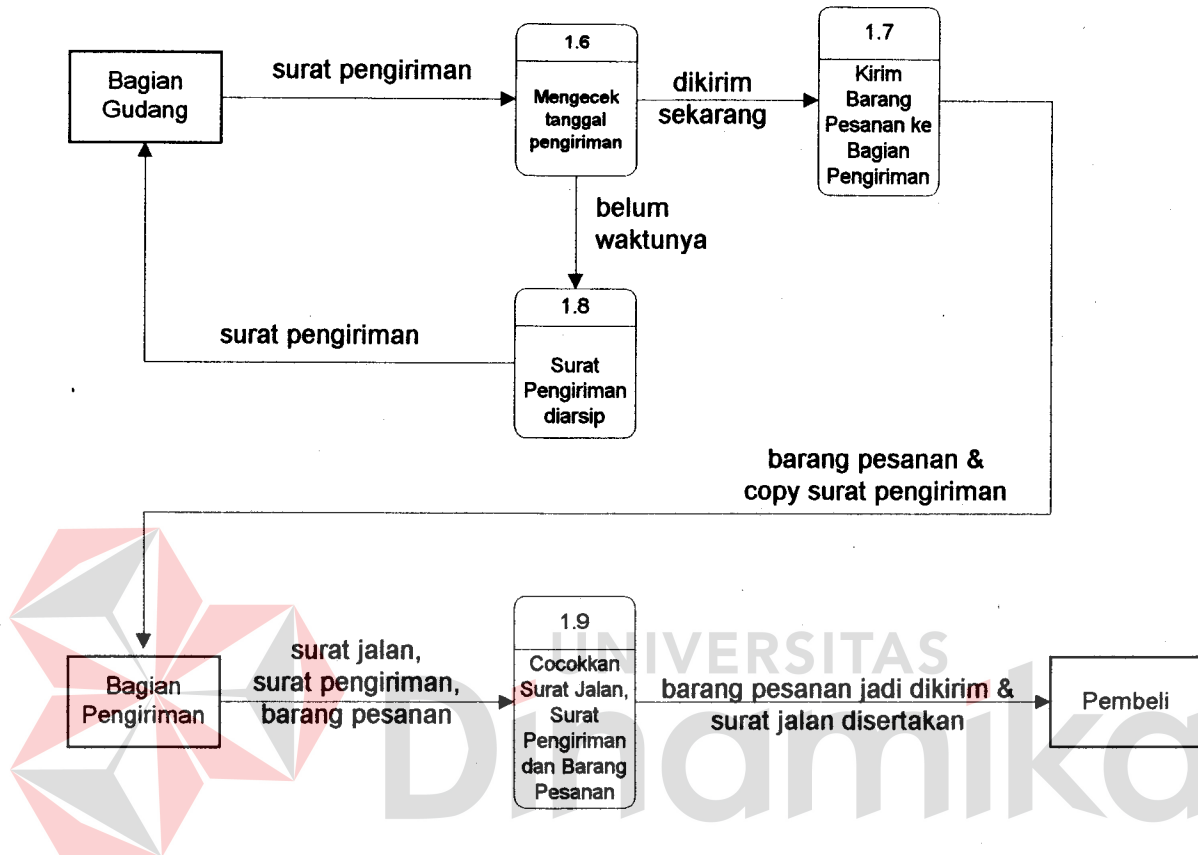 Bagian
Gudang
surat pengiriman
1.6
Mengecek
tanggal
pengiriman
dikirim
sekarang
1.7
Kirim
Barang
Pesanan ke
Bagian
Pengiriman
belum
waktunya
1.8
Surat
Pengiriman
diarsip
surat pengiriman
barang pesanan &
copy surat pengiriman
Bagian
Pengiriman
surat jalan,
surat pengiriman,
barang pesanan
1.9
Cocokkan
Surat Jalan,
Surat
Pengiriman
dan Barang
Pesanan
barang pesanan jadi dikirim &
surat jalan disertakan
Pembeli
UNIVERSITAS
Dinamika